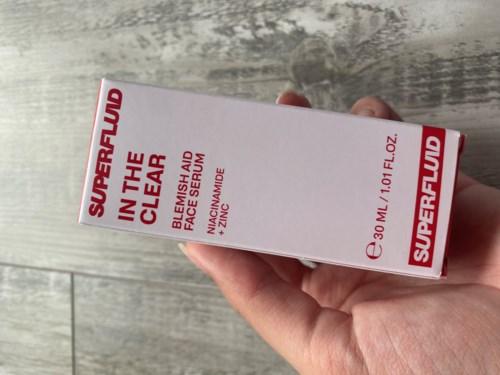 SUPERFLUID
IN THE
CLEAR
BLEMISH AID
FACE SERUM
NIACINAMIDE
+ ZINC
℮ 30 ML / 1.01 FL.OZ.
SUPERFLUID